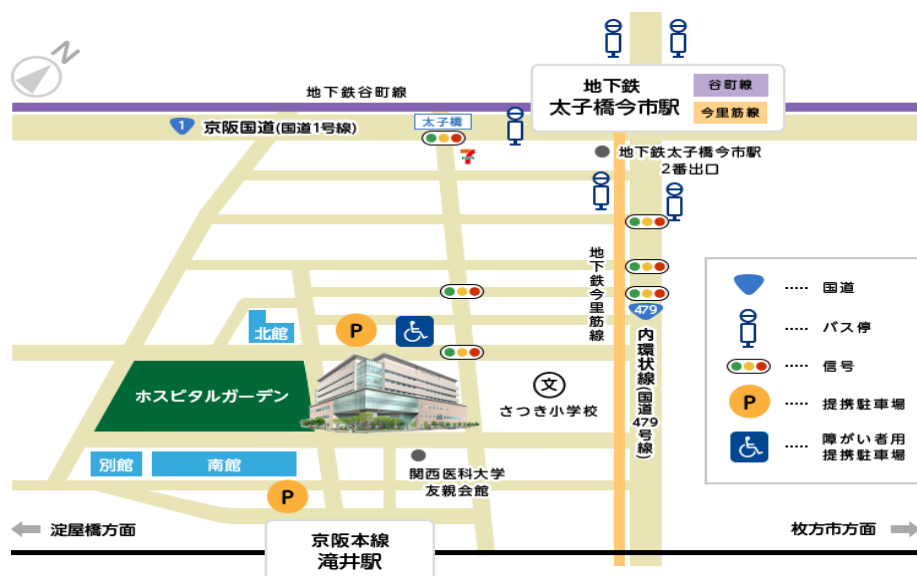 N
地下鉄谷町線
地下鉄
太子橋今市駅
谷町線
今里筋線
1
京阪国道(国道1号線)
太子橋
7
地下鉄太子橋今市駅
2番出口
地下鉄今里筋線
479
内環状線(国道479号線)
国道
バス停
信号
P
提携駐車場
障がい者用
提携駐車場
北館
P
ホスピタルガーデン
文
さつき小学校
別館
南館
P
関西医科大学
友親会館
淀屋橋方面
京阪本線
滝井駅
枚方市方面